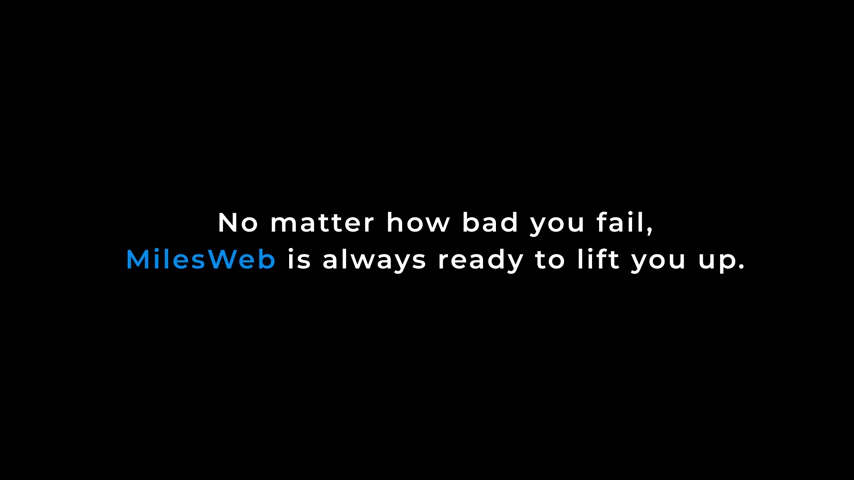 No matter how bad you fail,
MilesWeb is always ready to lift you up.